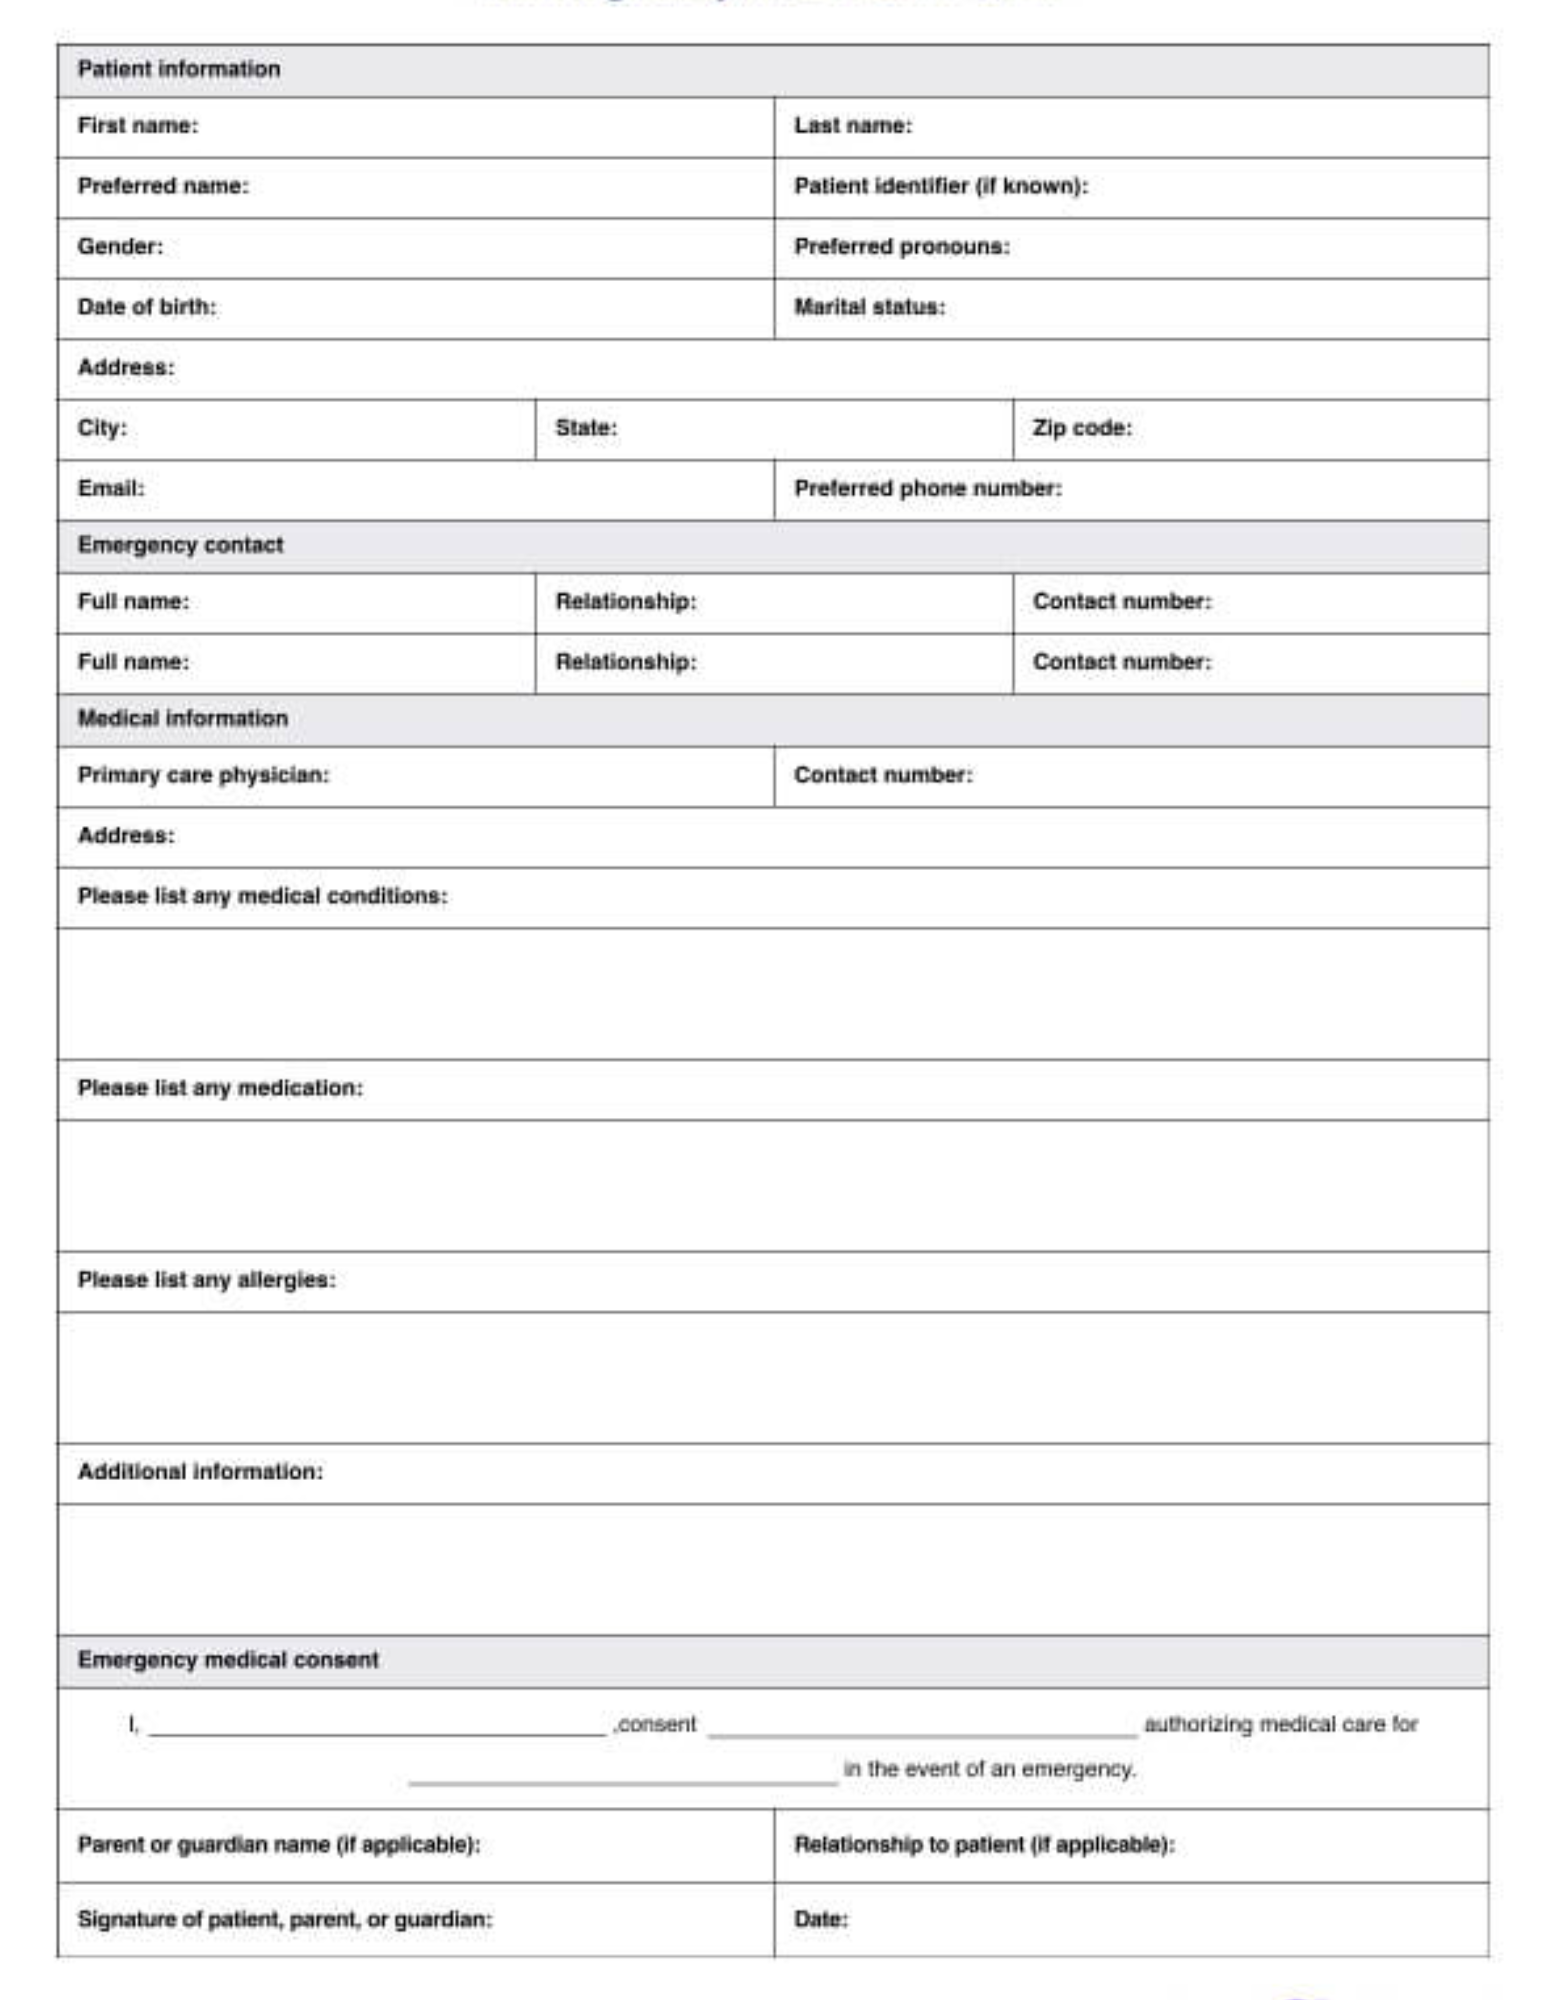 Patient information
First name: Last name:
Preferred name: Patient identifier (if known):
Gender: Preferred pronouns:
Date of birth: Marital status:
Address:
City: State: Zip code:
Email: Preferred phone number:
Emergency contact
Full name: Relationship: Contact number:
Full name: Relationship: Contact number:
Medical information
Primary care physician: Contact number:
Address:
Please list any medical conditions:
Please list any medication:
Please list any allergies:
Additional information:
Emergency medical consent
I, ______________________ ,consent ______________________ authorizing medical care for
______________________ in the event of an emergency.
Parent or guardian name (if applicable): Relationship to patient (if applicable):
Signature of patient, parent, or guardian: Date: